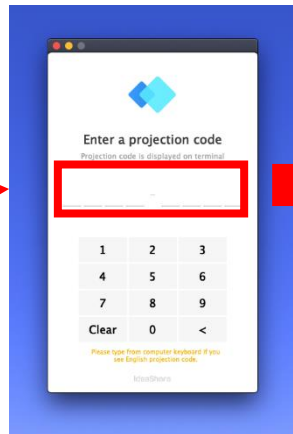 Enter a projection code
Projection code is displayed on terminal
1 2 3
4 5 6
7 8 9
Clear 0 <
Please type from computer keyboard if you
see English projection code.
IdeaShare